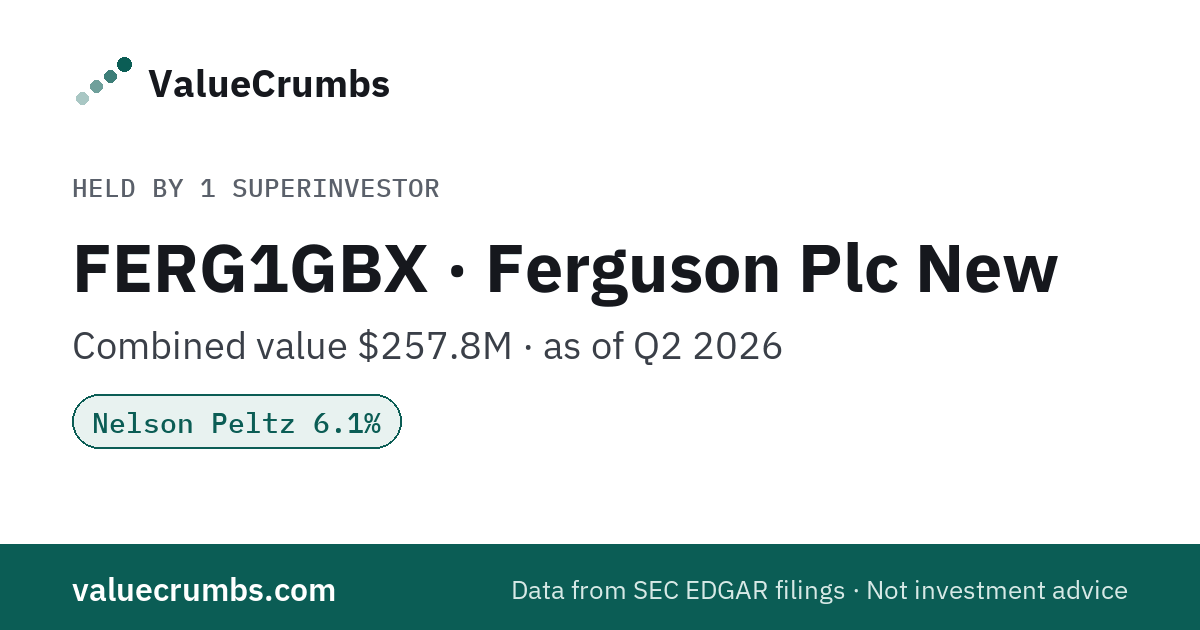 ValueCrumbs
HELD BY 1 SUPERINVESTOR
FERG1GBX · Ferguson Plc New
Combined value $257.8M · as of Q2 2026
Nelson Peltz 6.1%
valuecrumbs.com
Data from SEC EDGAR filings · Not investment advice